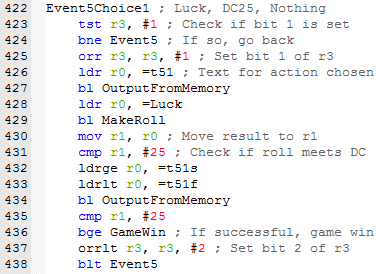 422 Event5Choice1 ; Luck, DC25, Nothing
423 tst r3, #1 ; Check if bit 1 is set
424 bne Event5 ; If so, go back
425 orr r3, r3, #1 ; Set bit 1 of r3
426 ldr r0, =t51 ; Text for action chosen
427 bl OutputFromMemory
428 ldr r0, =Luck
429 bl MakeRoll
430 mov r1, r0 ; Move result to r1
431 cmp r1, #25 ; Check if roll meets DC
432 ldrge r0, =t51s
433 ldrlt r0, =t51f
434 bl OutputFromMemory
435 cmp r1, #25
436 bge GameWin ; If successful, game win
437 orrlt r3, r3, #2 ; Set bit 2 of r3
438 blt Event5